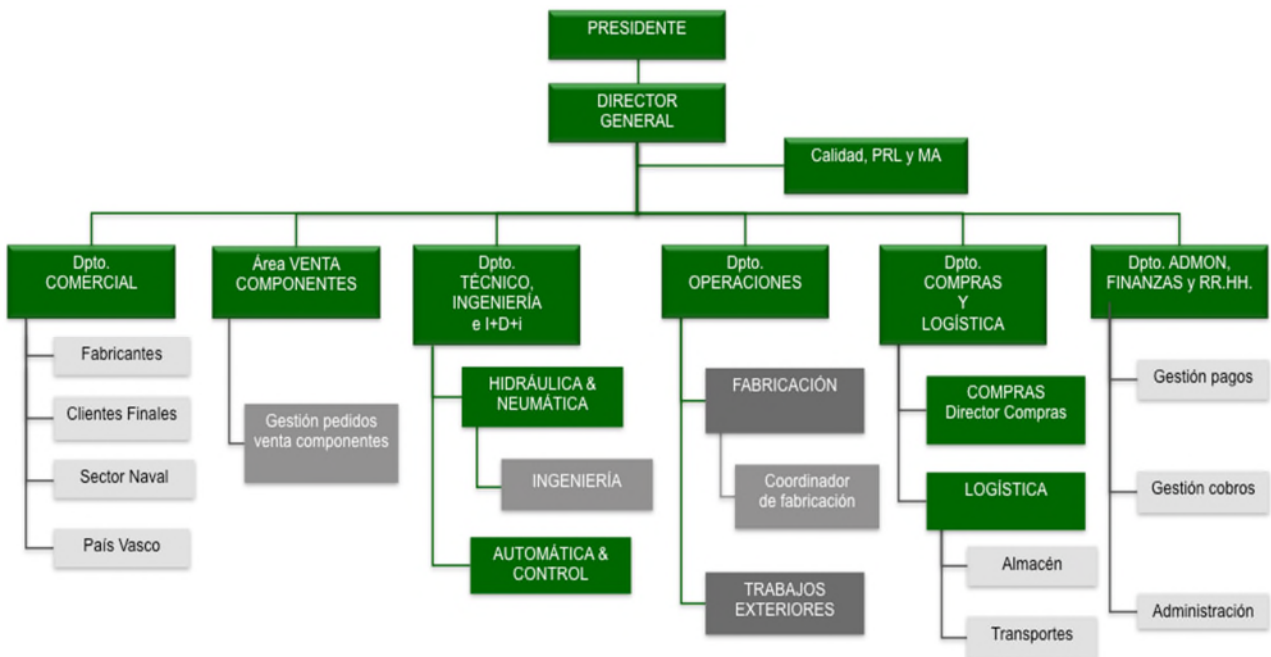 PRESIDENTE
DIRECTOR
GENERAL
Calidad, PRL y MA
Dpto.
COMERCIAL
Fabricantes
Clientes Finales
Sector Naval
País Vasco
Área VENTA
COMPONENTES
Gestión pedidos
venta componentes
Dpto.
TÉCNICO,
INGENIERÍA
e I+D+i
HIDRÁULICA &
NEUMÁTICA
INGENIERÍA
AUTOMÁTICA &
CONTROL
Dpto.
OPERACIONES
FABRICACIÓN
Coordinador
de fabricación
TRABAJOS
EXTERIORES
Dpto.
COMPRAS
Y
LOGÍSTICA
COMPRAS
Director Compras
LOGÍSTICA
Almacén
Transportes
Dpto. ADMON,
FINANZAS y RR.HH.
Gestión pagos
Gestión cobros
Administración